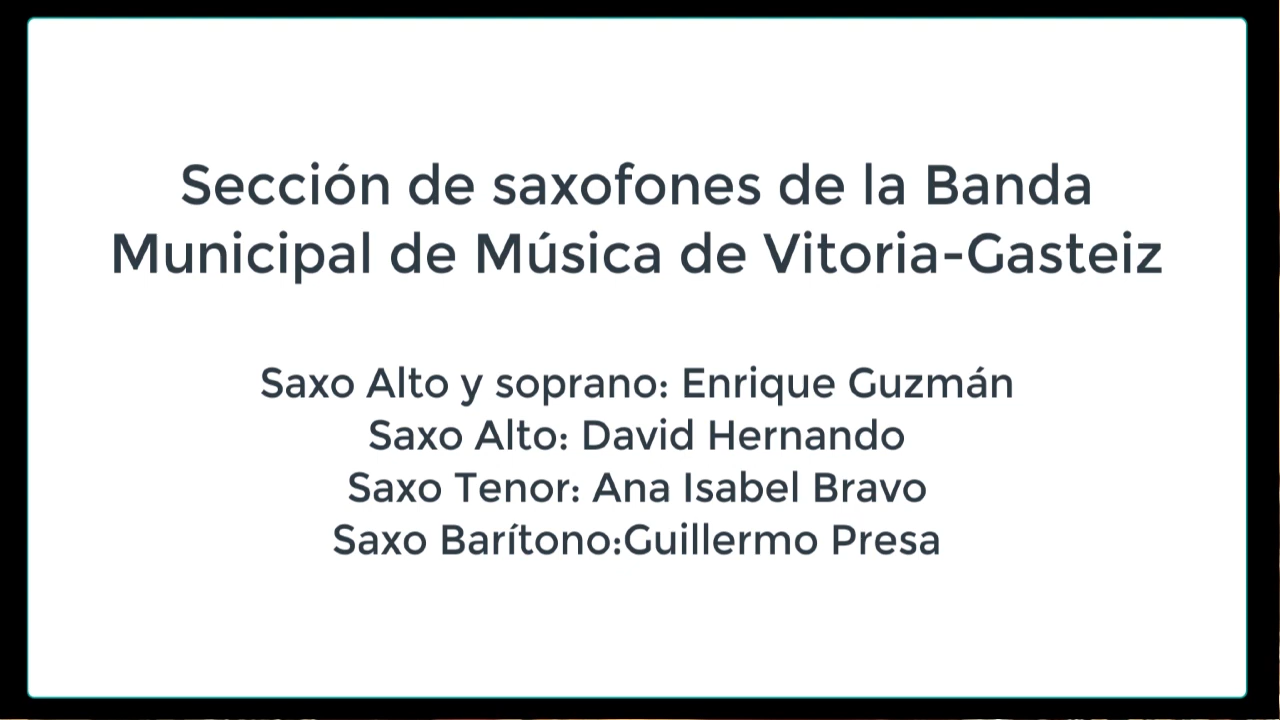 Sección de saxofones de la Banda
Municipal de Música de Vitoria-Gasteiz
Saxo Alto y soprano: Enrique Guzmán
Saxo Alto: David Hernando
Saxo Tenor: Ana Isabel Bravo
Saxo Barítono:Guillermo Presa